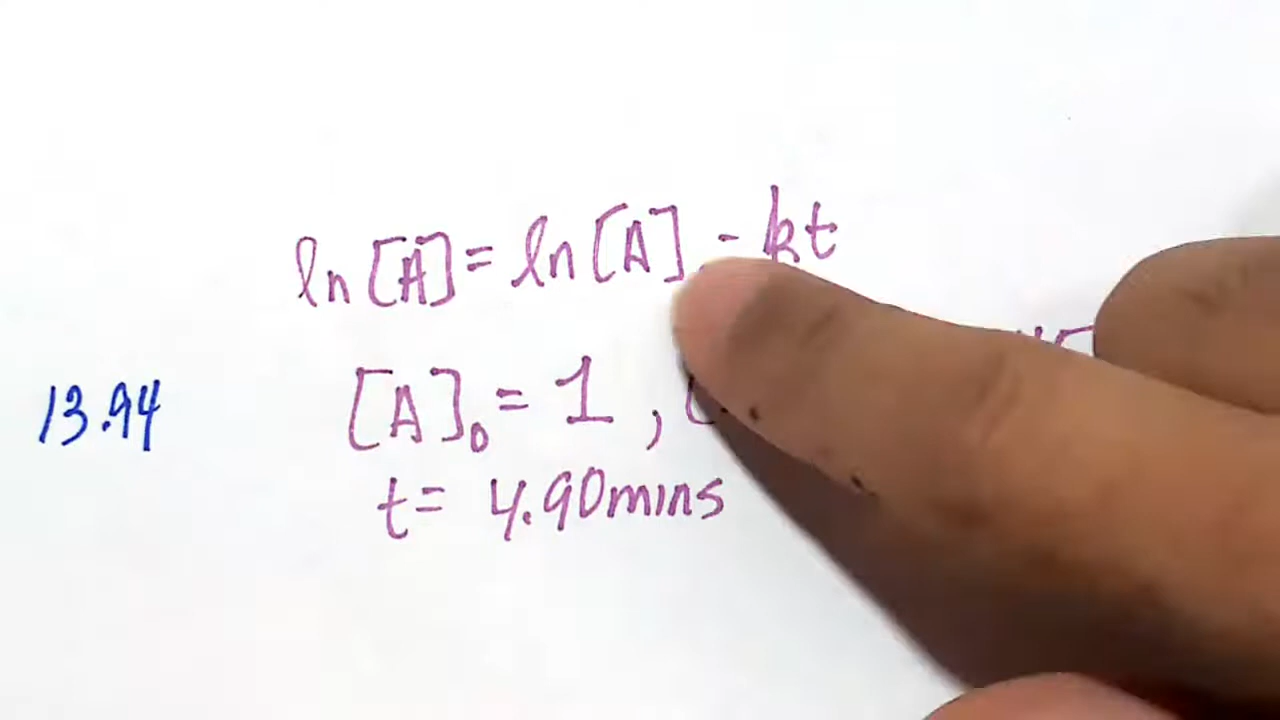 ln [A] = ln [A] - kt
13.94
[A]₀ = 1 , [
t = 4.90mins